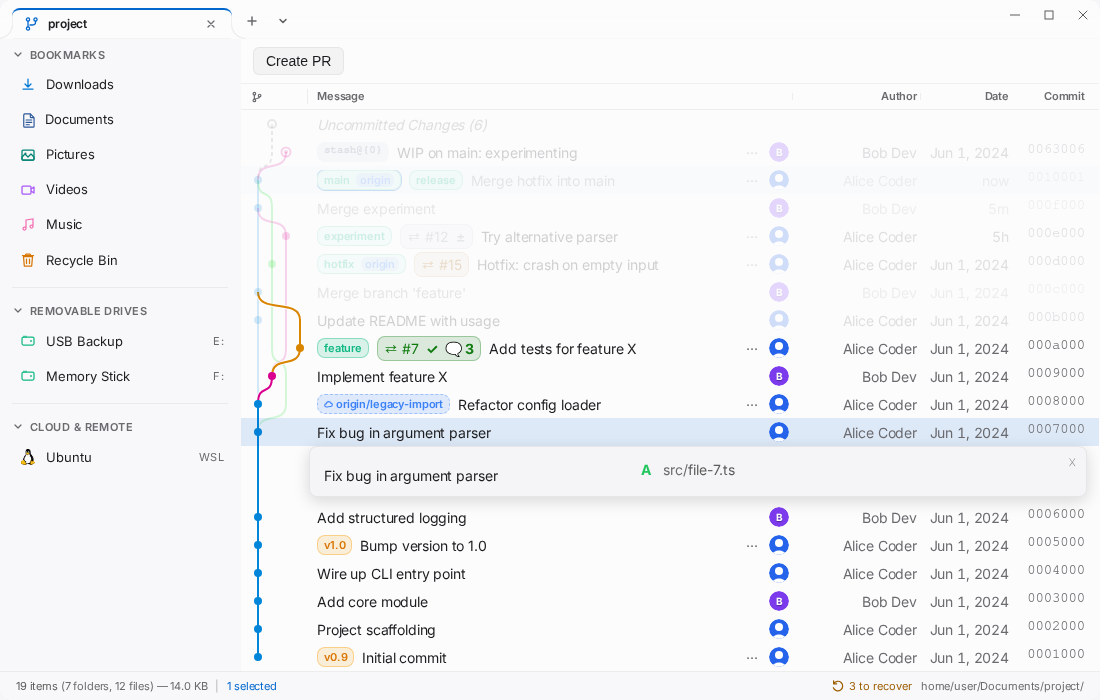 project
Create PR
BOOKMARKS
Downloads
Documents
Pictures
Videos
Music
Recycle Bin
REMOVABLE DRIVES
USB Backup E:
Memory Stick F:
CLOUD & REMOTE
Ubuntu WSL
Message Author Date Commit
Uncommitted Changes (6)
stash@{0} WIP on main: experimenting ... B Bob Dev Jun 1, 2024 0063006
main origin release Merge hotfix into main ... Alice Coder now 0010001
Merge experiment B Bob Dev 5m 000f000
experiment #12 ± Try alternative parser ... Alice Coder 5h 000e000
hotfix origin #15 Hotfix: crash on empty input ... Alice Coder Jun 1, 2024 000d000
Merge branch 'feature' B Bob Dev Jun 1, 2024 000c000
Update README with usage Alice Coder Jun 1, 2024 000b000
feature #7 ✓ 3 Add tests for feature X ... Alice Coder Jun 1, 2024 000a000
Implement feature X B Bob Dev Jun 1, 2024 0009000
origin/legacy-import Refactor config loader ... Alice Coder Jun 1, 2024 0008000
Fix bug in argument parser Alice Coder Jun 1, 2024 0007000
Fix bug in argument parser A src/file-7.ts X
Add structured logging B Bob Dev Jun 1, 2024 0006000
v1.0 Bump version to 1.0 ... Alice Coder Jun 1, 2024 0005000
Wire up CLI entry point Alice Coder Jun 1, 2024 0004000
Add core module B Bob Dev Jun 1, 2024 0003000
Project scaffolding Alice Coder Jun 1, 2024 0002000
v0.9 Initial commit ... Alice Coder Jun 1, 2024 0001000
19 items (7 folders, 12 files) — 14.0 KB | 1 selected 3 to recover home/user/Documents/project/